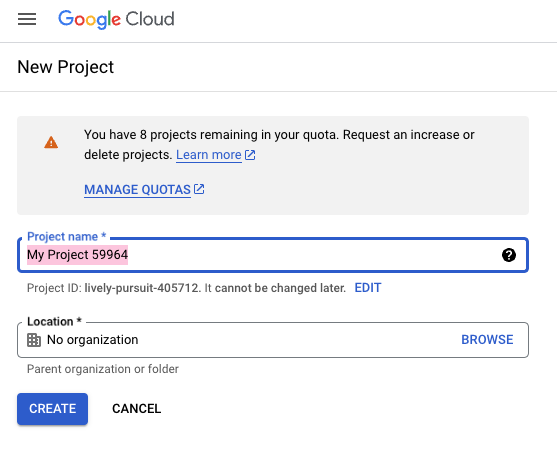 Google Cloud
New Project
You have 8 projects remaining in your quota. Request an increase or
delete projects. Learn more
MANAGE QUOTAS
Project name *
My Project 59964
Project ID: lively-pursuit-405712. It cannot be changed later. EDIT
Location *
No organization BROWSE
Parent organization or folder
CREATE CANCEL